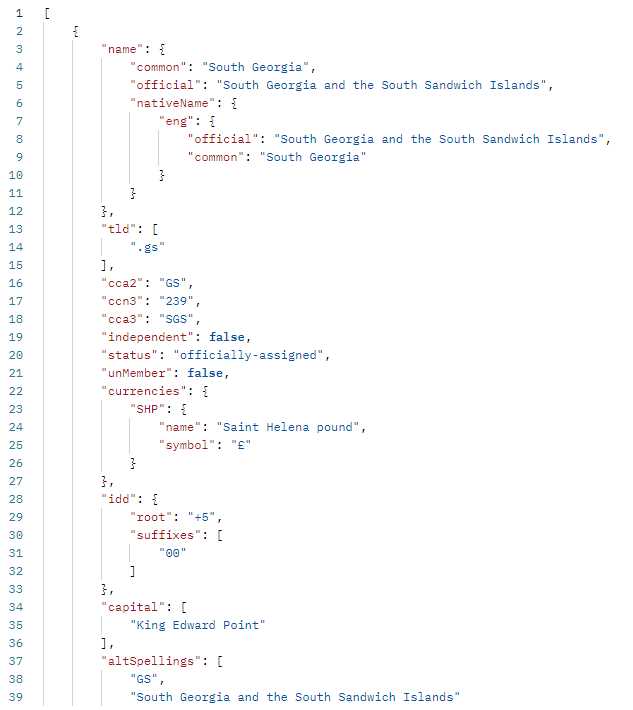 1 [
2     {
3         "name": {
4             "common": "South Georgia",
5             "official": "South Georgia and the South Sandwich Islands",
6             "nativeName": {
7                 "eng": {
8                     "official": "South Georgia and the South Sandwich Islands",
9                     "common": "South Georgia"
10                 }
11             }
12         },
13         "tld": [
14             ".gs"
15         ],
16         "cca2": "GS",
17         "ccn3": "239",
18         "cca3": "SGS",
19         "independent": false,
20         "status": "officially-assigned",
21         "unMember": false,
22         "currencies": {
23             "SHP": {
24                 "name": "Saint Helena pound",
25                 "symbol": "£"
26             }
27         },
28         "idd": {
29             "root": "+5",
30             "suffixes": [
31                 "00"
32             ]
33         },
34         "capital": [
35             "King Edward Point"
36         ],
37         "altSpellings": [
38             "GS",
39             "South Georgia and the South Sandwich Islands"